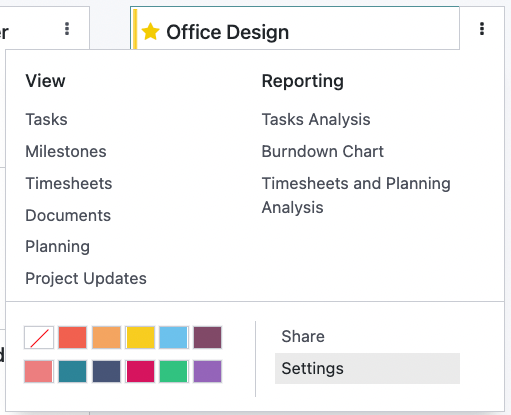 r
Office Design
View
Reporting
Tasks
Tasks Analysis
Milestones
Burndown Chart
Timesheets
Timesheets and Planning
Analysis
Documents
Planning
Project Updates
d
Share
Settings